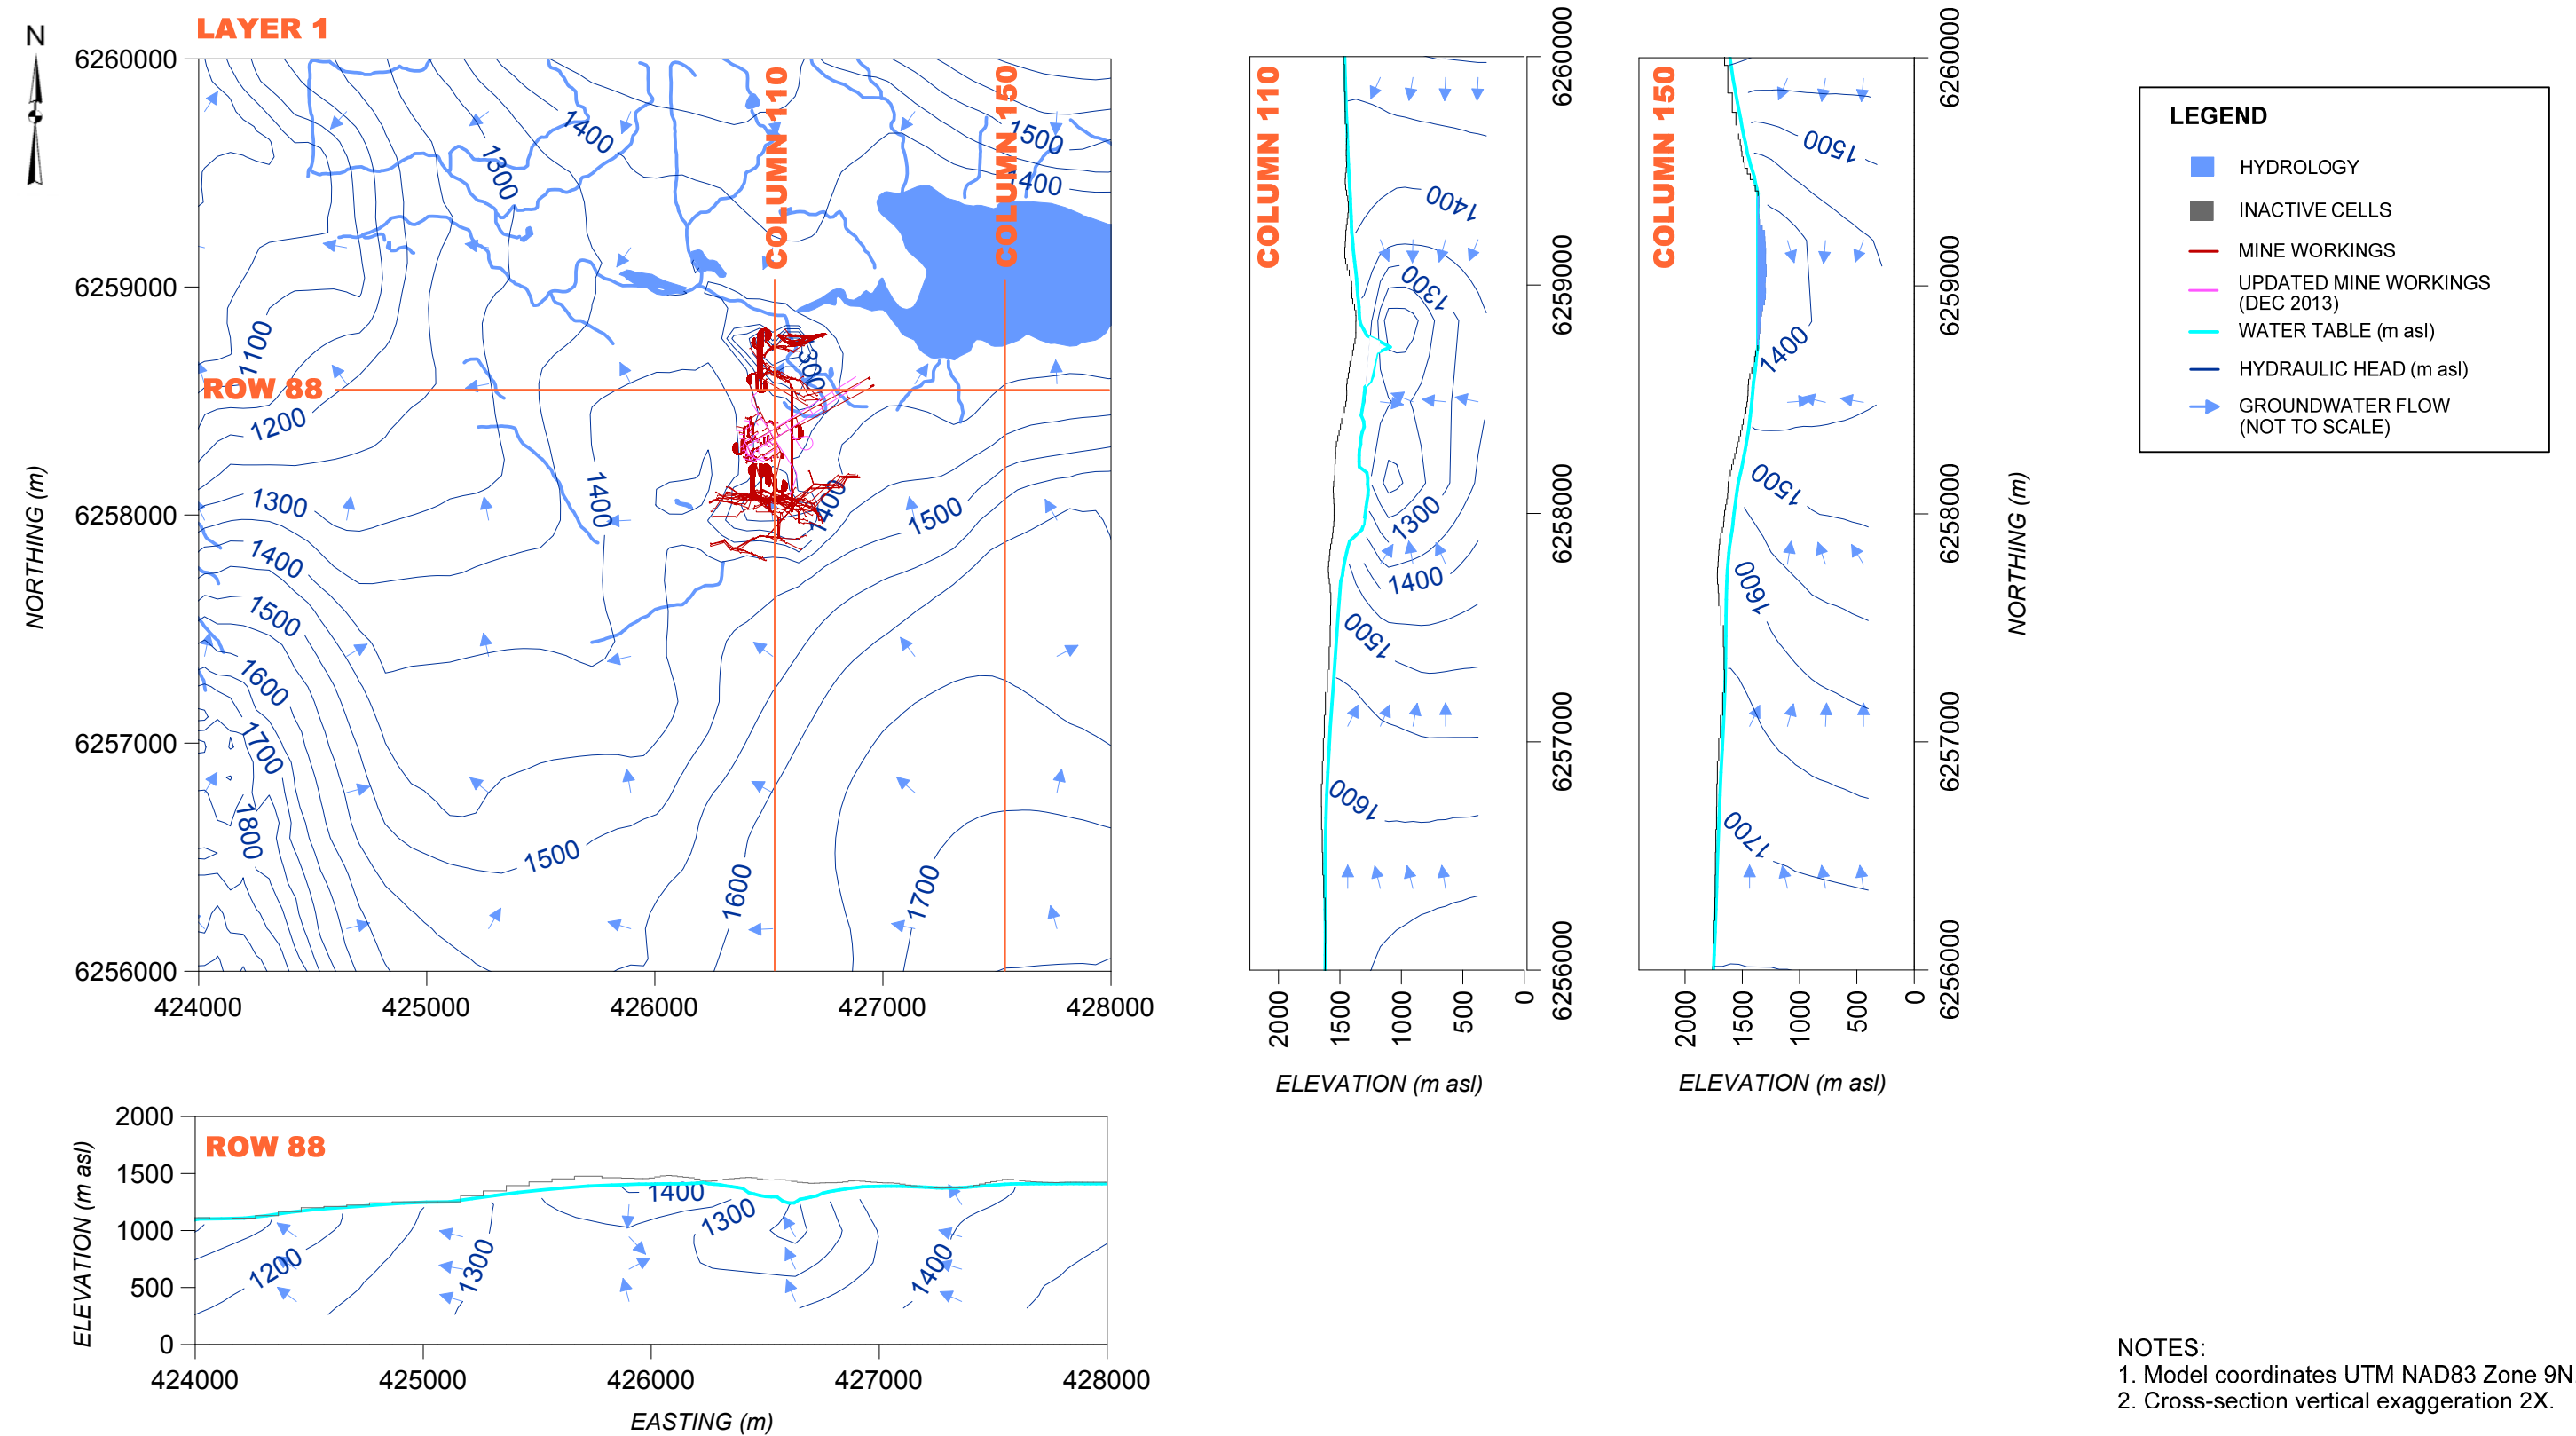 N
LAYER 1
6260000
6259000
6258000
6257000
6256000
NORTHING (m)
424000
425000
426000
427000
428000
COLUMN 110
COLUMN 150
ROW 88
1400
1300
1500
1400
1100
1200
300
1300
1400
1400
1500
1400
1500
1600
1700
1800
1500
1600
1700
COLUMN 110
1400
1300
1300
1400
1500
1600
6260000
6259000
6258000
6257000
6256000
2000
1500
1000
500
0
ELEVATION (m asl)
COLUMN 150
1500
1400
1500
1600
1700
6260000
6259000
6258000
6257000
6256000
2000
1500
1000
500
0
ELEVATION (m asl)
NORTHING (m)
LEGEND
HYDROLOGY
INACTIVE CELLS
MINE WORKINGS
UPDATED MINE WORKINGS
(DEC 2013)
WATER TABLE (m asl)
HYDRAULIC HEAD (m asl)
GROUNDWATER FLOW
(NOT TO SCALE)
ROW 88
2000
1500
1000
500
0
ELEVATION (m asl)
1400
1300
1200
1300
1400
424000
425000
426000
427000
428000
EASTING (m)
NOTES:
1. Model coordinates UTM NAD83 Zone 9N
2. Cross-section vertical exaggeration 2X.